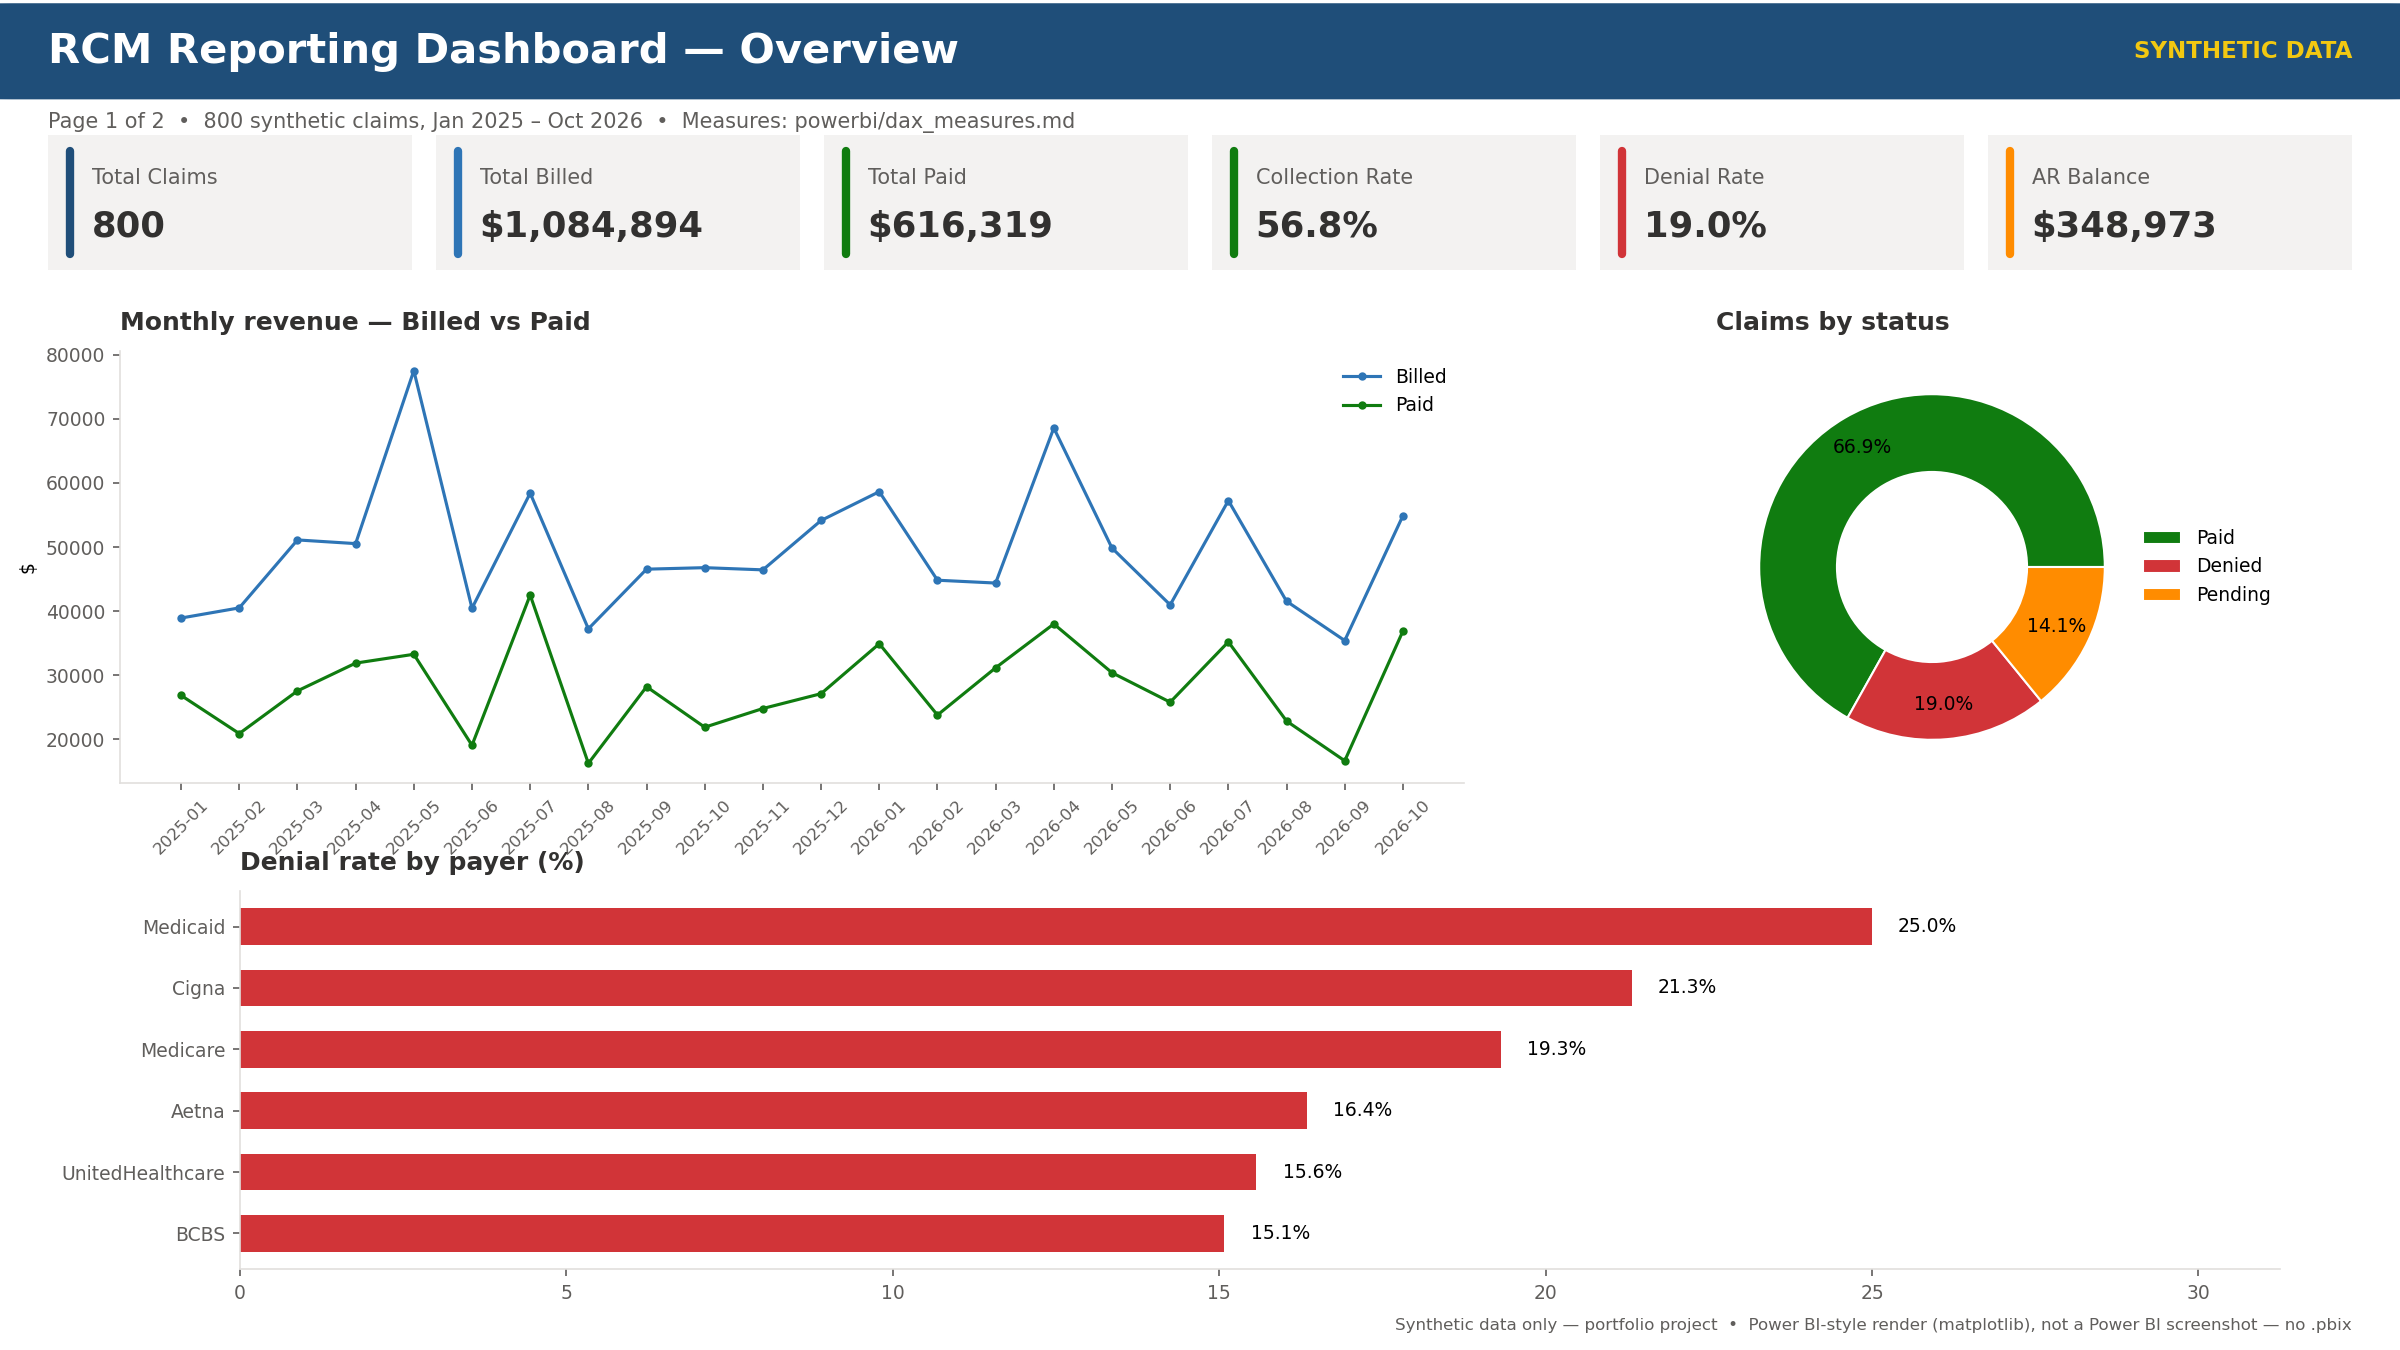 RCM Reporting Dashboard — Overview
SYNTHETIC DATA
Page 1 of 2 • 800 synthetic claims, Jan 2025 – Oct 2026 • Measures: powerbi/dax_measures.md
Total Claims
800
Total Billed
$1,084,894
Total Paid
$616,319
Collection Rate
56.8%
Denial Rate
19.0%
AR Balance
$348,973
Monthly revenue — Billed vs Paid
80000
70000
60000
50000
40000
30000
20000
$
Billed
Paid
2025-01
2025-02
2025-03
2025-04
2025-05
2025-06
2025-07
2025-08
2025-09
2025-10
2025-11
2025-12
2026-01
2026-02
2026-03
2026-04
2026-05
2026-06
2026-07
2026-08
2026-09
2026-10
Claims by status
66.9%
19.0%
14.1%
Paid
Denied
Pending
Denial rate by payer (%)
Medicaid
25.0%
Cigna
21.3%
Medicare
19.3%
Aetna
16.4%
UnitedHealthcare
15.6%
BCBS
15.1%
0
5
10
15
20
25
30
Synthetic data only — portfolio project • Power BI-style render (matplotlib), not a Power BI screenshot — no .pbix